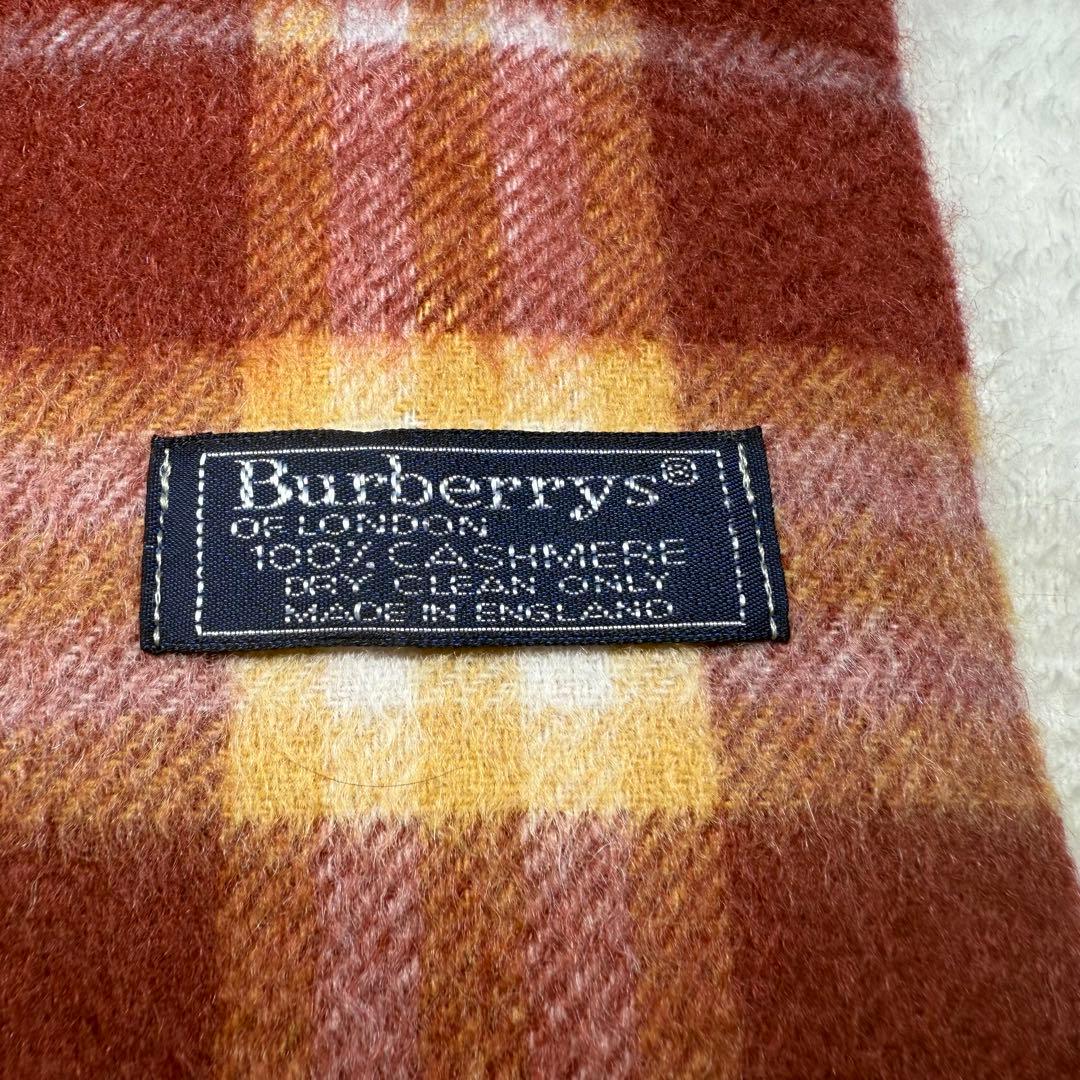 Burberrys®
OF LONDON
100% CASHMERE
DRY CLEAN ONLY
MADE IN ENGLAND